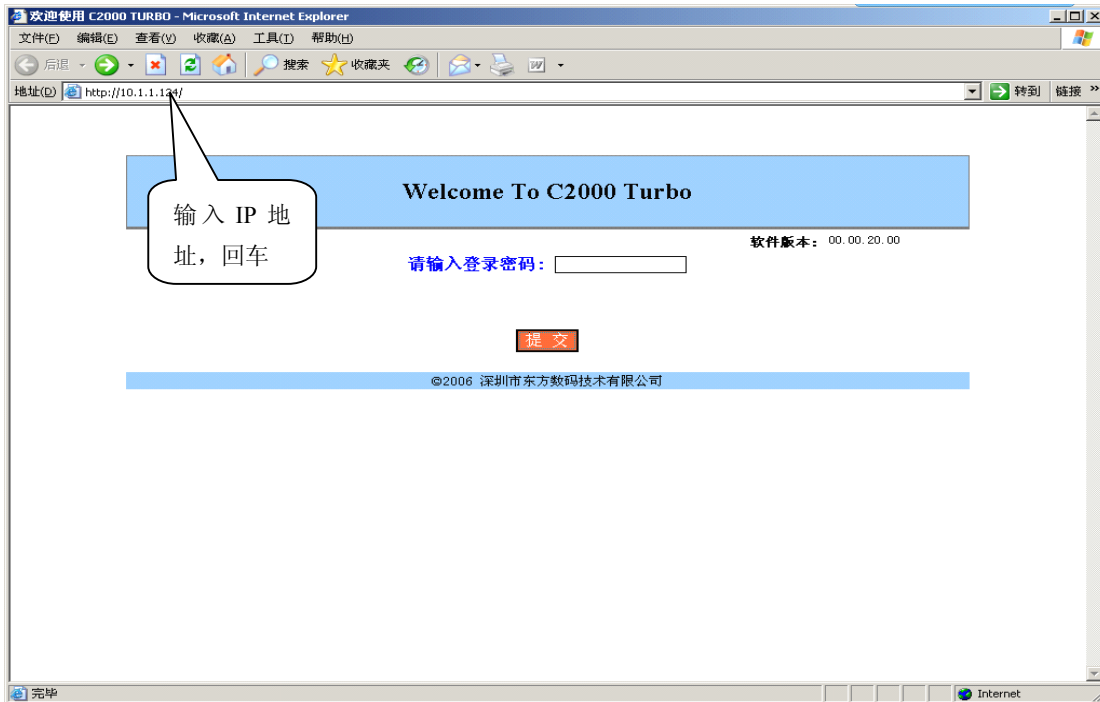 欢迎使用 C2000 TURBO - Microsoft Internet Explorer
文件(F) 编辑(E) 查看(V) 收藏(A) 工具(T) 帮助(H)
后退 搜索 收藏夹
地址(D) http://10.1.1.124/ 转到 链接 »
Welcome To C2000 Turbo
输入 IP 地
址，回车
软件版本： 00.00.20.00
请输入登录密码：
提 交
©2006 深圳市东方数码技术有限公司
完毕 Internet